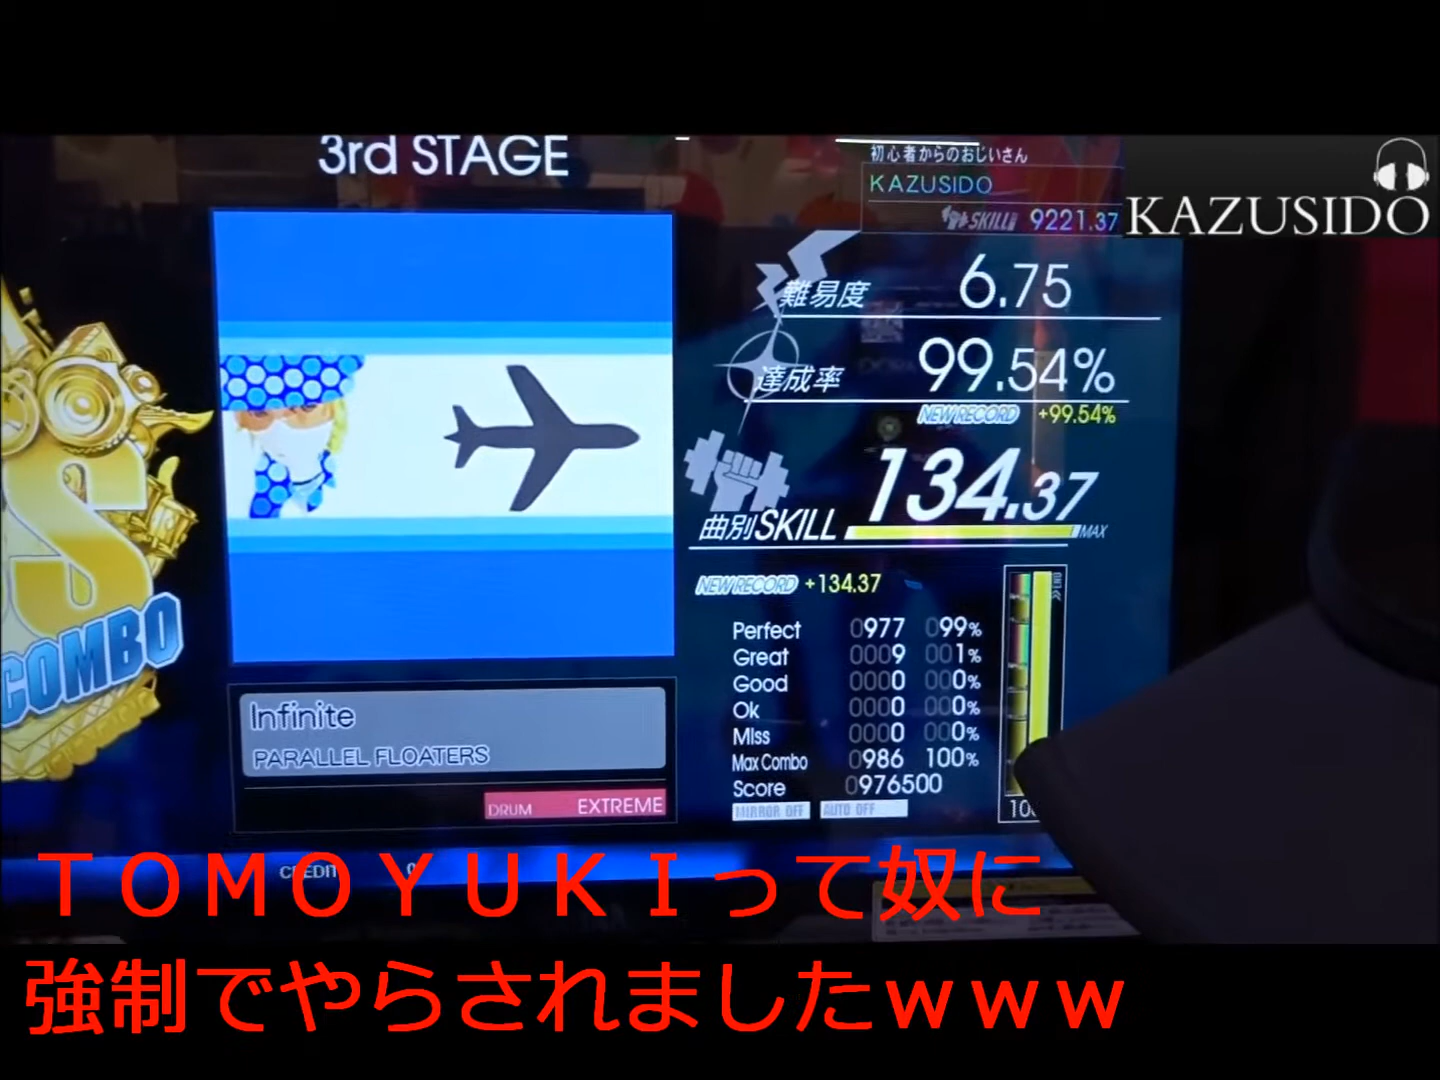 3rd STAGE
初心者からのおじいさん
KAZUSIDO
SKILL 9221.37
KAZUSIDO
難易度 6.75
達成率 99.54%
NEW RECORD +99.54%
134.37
曲別SKILL
MAX
NEW RECORD +134.37
Perfect 0977 099%
Great 0009 001%
Good 0000 000%
Ok 0000 000%
Miss 0000 000%
Max Combo 0986 100%
Score 0976500
MIRROR OFF AUTO OFF
S
COMBO
Infinite
PARALLEL FLOATERS
DRUM EXTREME
CREDIT
ＴＯＭＯＹＵＫＩって奴に
強制でやらされましたｗｗｗ